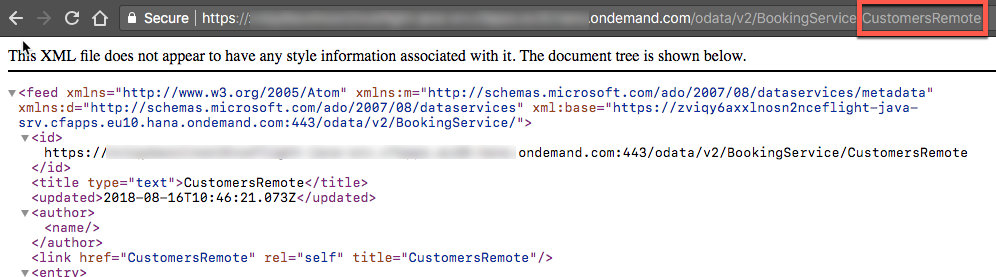 Secure https:// .ondemand.com/odata/v2/BookingService/CustomersRemote
This XML file does not appear to have any style information associated with it. The document tree is shown below.
<feed xmlns="http://www.w3.org/2005/Atom" xmlns:m="http://schemas.microsoft.com/ado/2007/08/dataservices/metadata"
xmlns:d="http://schemas.microsoft.com/ado/2007/08/dataservices" xml:base="https://zviqy6axxlnosn2nceflight-java-
srv.cfapps.eu10.hana.ondemand.com:443/odata/v2/BookingService/">
<id>
https:// ondemand.com:443/odata/v2/BookingService/CustomersRemote
</id>
<title type="text">CustomersRemote</title>
<updated>2018-08-16T10:46:21.073Z</updated>
<author>
<name/>
</author>
<link href="CustomersRemote" rel="self" title="CustomersRemote"/>
<entry>